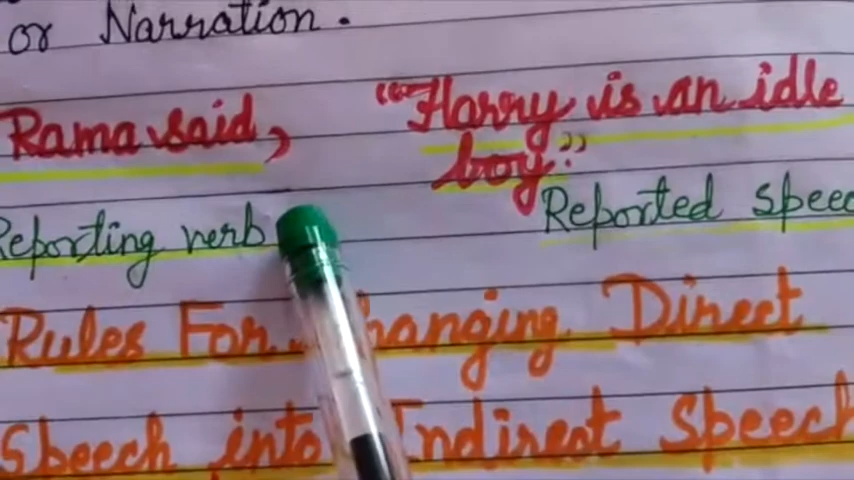 or Narration.
Rama said, "Harry is an idle
boy."
Reporting verb Reported speec
Rules For Changing Direct
Speech into Indirect Speech